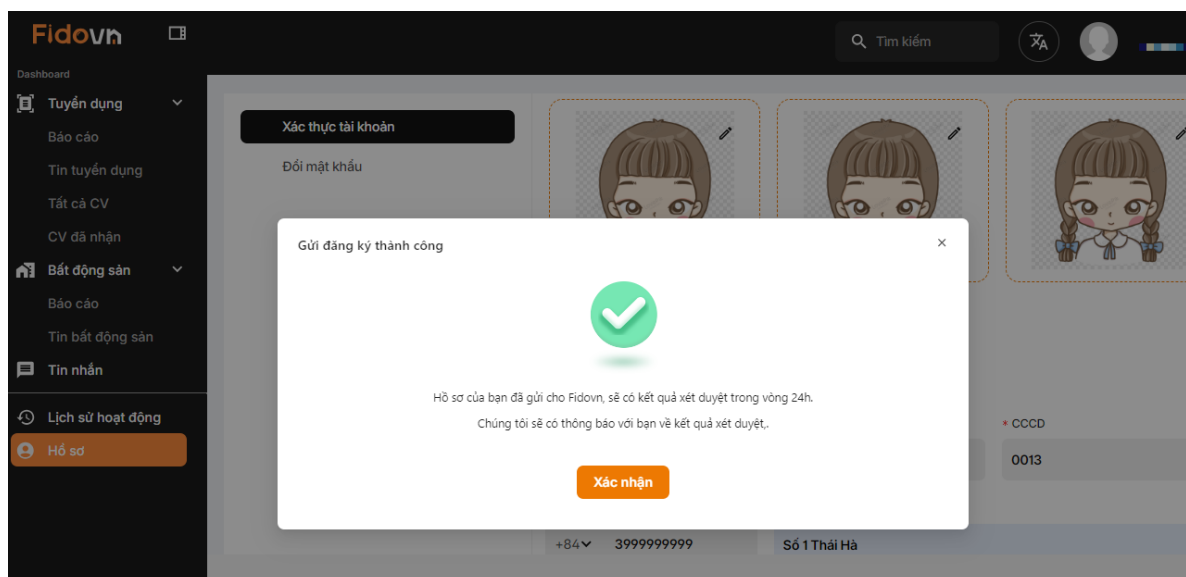 Fidovn
Tìm kiếm
Dashboard
Tuyển dụng
Báo cáo
Tin tuyển dụng
Tất cả CV
CV đã nhận
Bất động sản
Báo cáo
Tin bất động sản
Tin nhắn
Lịch sử hoạt động
Hồ sơ
Xác thực tài khoản
Đổi mật khẩu
Gửi đăng ký thành công
Hồ sơ của bạn đã gửi cho Fidovn, sẽ có kết quả xét duyệt trong vòng 24h.
Chúng tôi sẽ có thông báo với bạn về kết quả xét duyệt,.
Xác nhận
* CCCD
0013
+84 3999999999
Số 1 Thái Hà